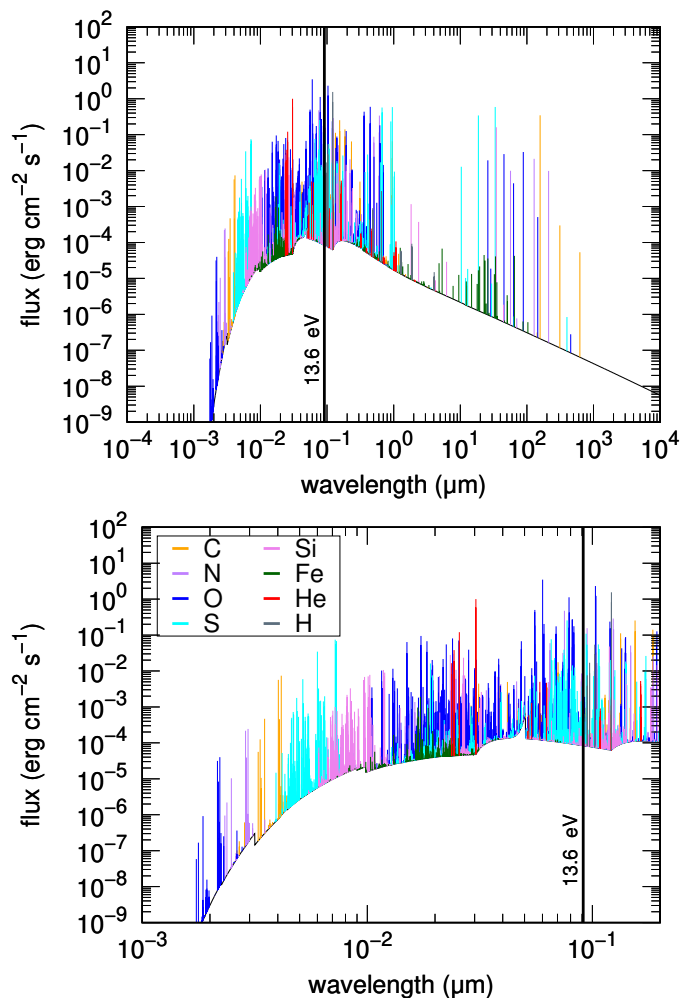 10^2
10^1
10^0
10^-1
10^-2
10^-3
10^-4
10^-5
10^-6
10^-7
10^-8
10^-9
flux (erg cm^-2 s^-1)
13.6 eV
10^-4 10^-3 10^-2 10^-1 10^0 10^1 10^2 10^3 10^4
wavelength (μm)
10^2
10^1
10^0
10^-1
10^-2
10^-3
10^-4
10^-5
10^-6
10^-7
10^-8
10^-9
flux (erg cm^-2 s^-1)
C Si
N Fe
O He
S H
13.6 eV
10^-3 10^-2 10^-1
wavelength (μm)